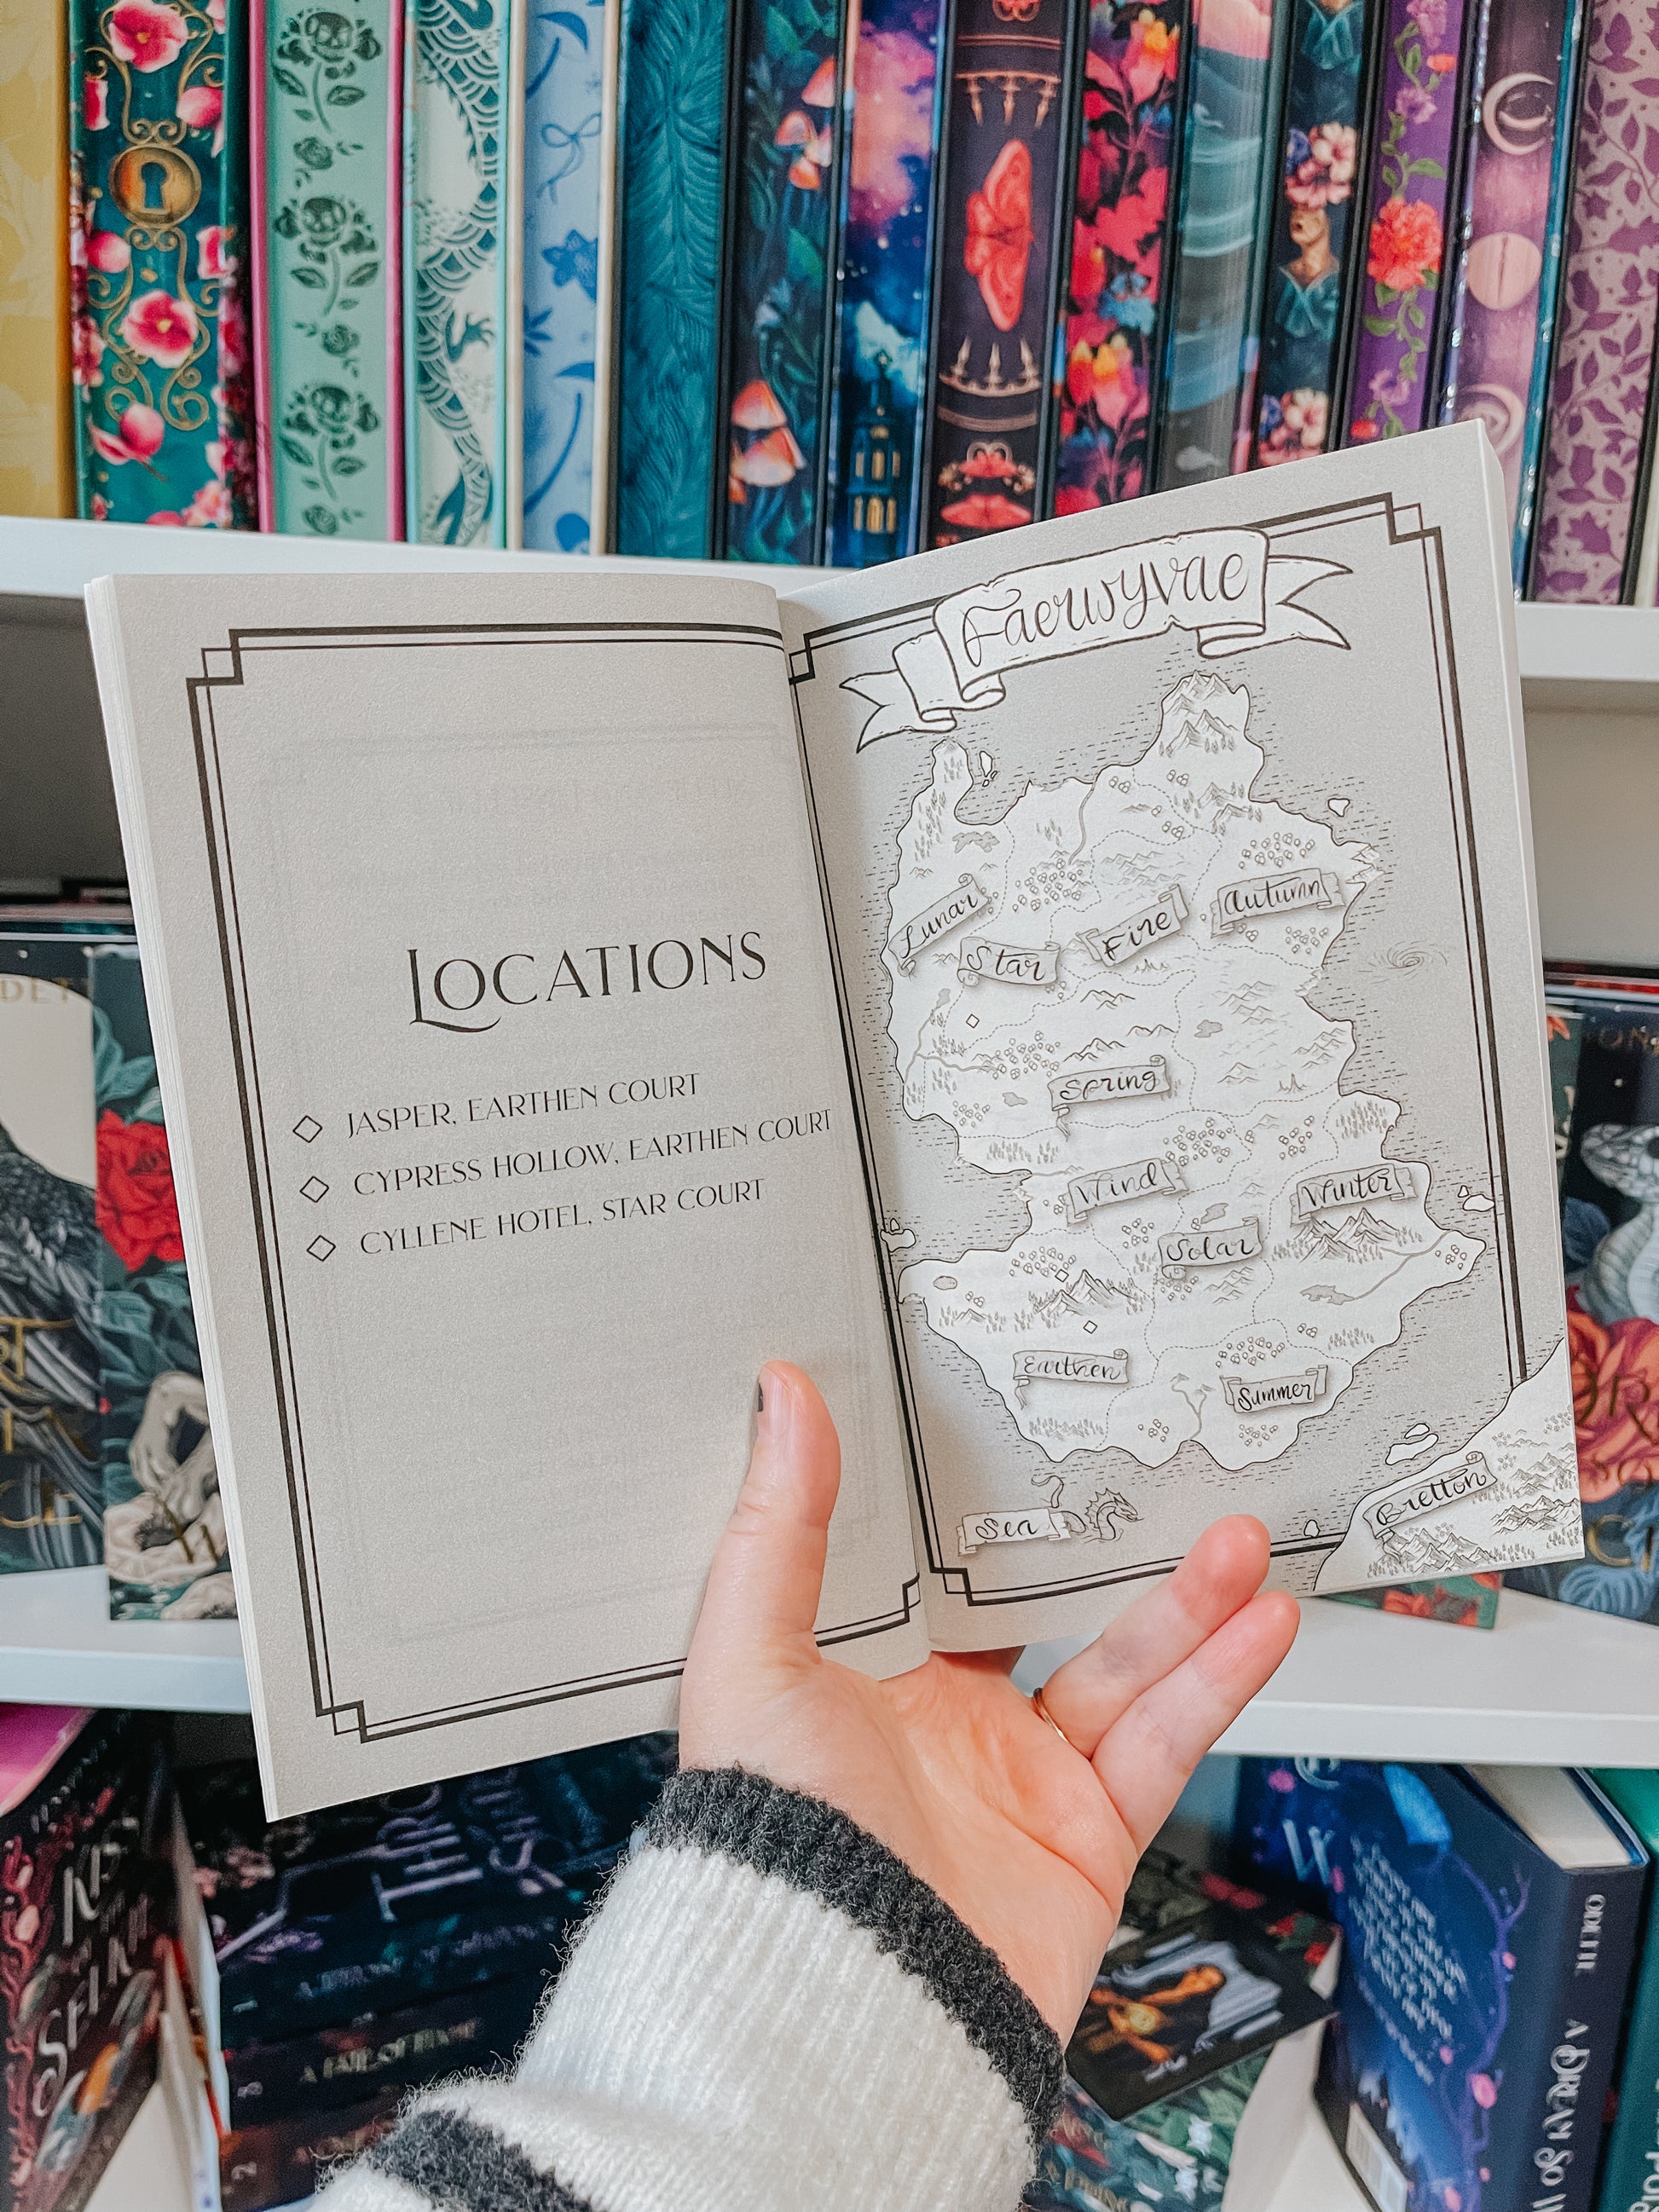 LOCATIONS
JASPER, EARTHEN COURT
CYPRESS HOLLOW, EARTHEN COURT
CYLLENE HOTEL, STAR COURT
Faerwyvae
Lunar
Star
Fire
Autumn
Spring
Wind
Winter
Solar
Earthen
Summer
Sea
Bretton